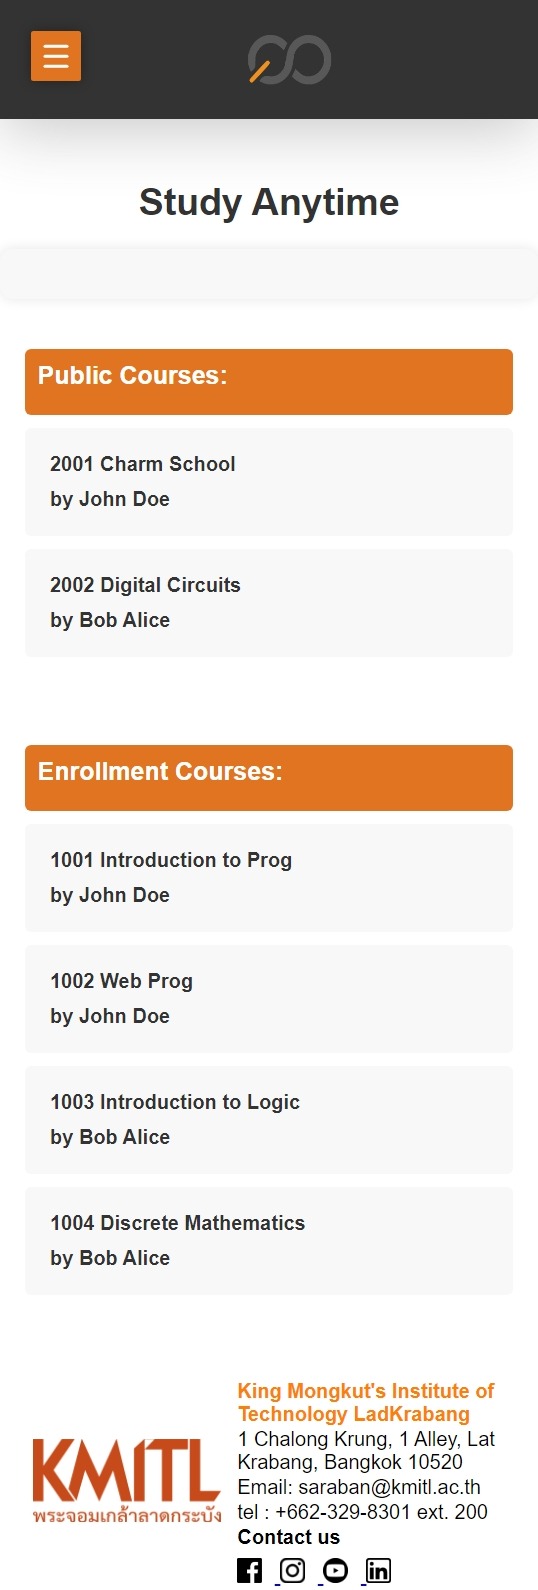 Study Anytime
Public Courses:
2001 Charm School
by John Doe
2002 Digital Circuits
by Bob Alice
Enrollment Courses:
1001 Introduction to Prog
by John Doe
1002 Web Prog
by John Doe
1003 Introduction to Logic
by Bob Alice
1004 Discrete Mathematics
by Bob Alice
KMITL
พระจอมเกล้าลาดกระบัง
King Mongkut's Institute of
Technology LadKrabang
1 Chalong Krung, 1 Alley, Lat
Krabang, Bangkok 10520
Email: saraban@kmitl.ac.th
tel : +662-329-8301 ext. 200
Contact us